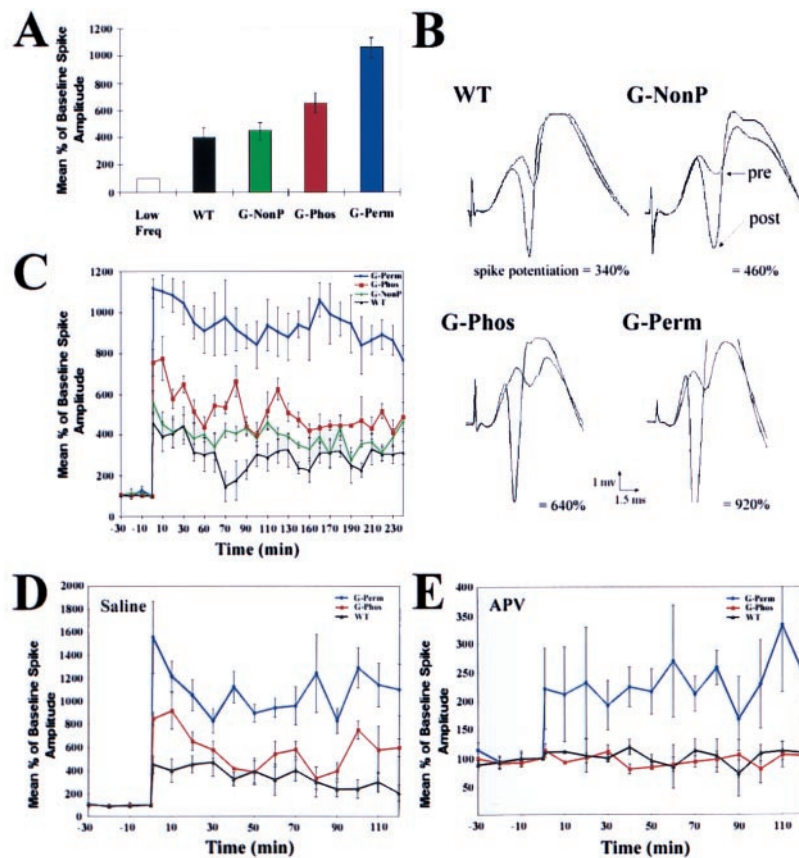 A
Mean % of Baseline Spike
Amplitude
1200
1000
800
600
400
200
0
Low
Freq
WT
G-NonP
G-Phos
G-Perm
B
WT
G-NonP
pre
post
spike potentiation = 340%
= 460%
G-Phos
G-Perm
1 mv
1.5 ms
= 640%
= 920%
C
Mean % of Baseline Spike
Amplitude
1200
1000
800
600
400
200
0
G-Perm
G-Phos
G-NonP
WT
-30 -10 10 30 50 70 90 110 130 150 170 190 210 230
Time (min)
D
Saline
Mean % of Baseline Spike
Amplitude
2000
1800
1600
1400
1200
1000
800
600
400
200
0
G-Perm
G-Phos
WT
-30 -10 10 30 50 70 90 110
Time (min)
E
APV
Mean % of Baseline Spike
Amplitude
400
350
300
250
200
150
100
50
G-Perm
G-Phos
WT
-30 -10 10 30 50 70 90 110
Time (min)